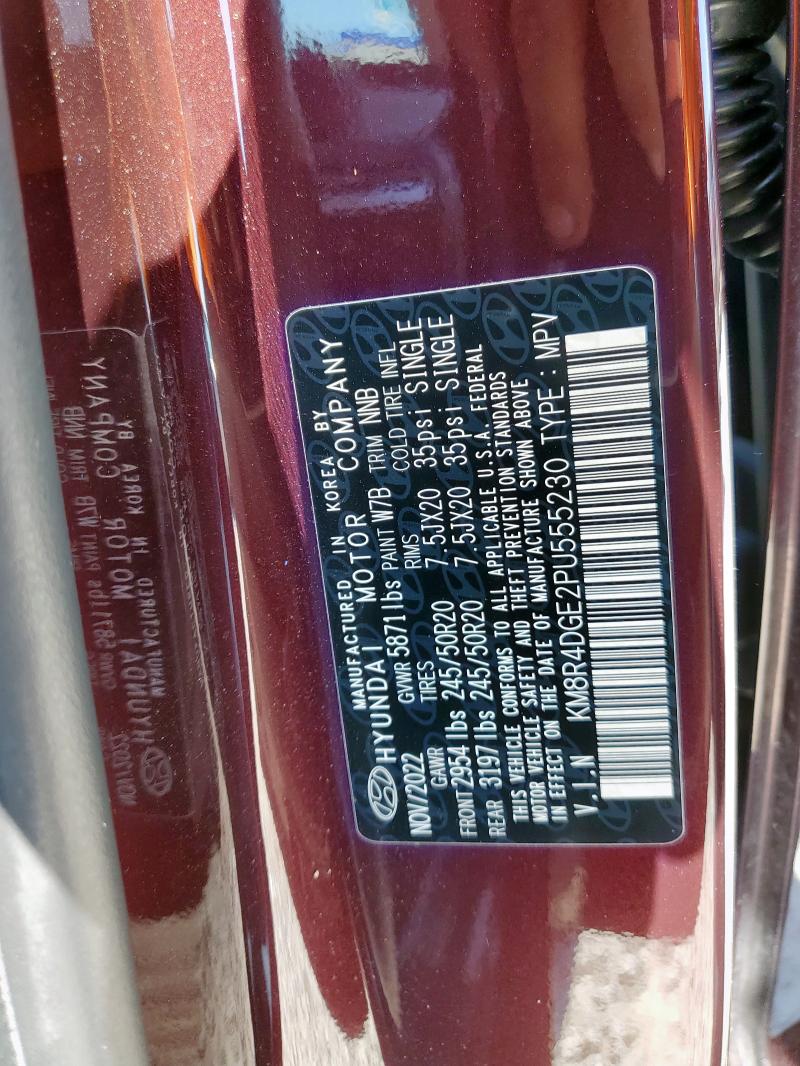 MANUFACTURED IN KOREA BY
HYUNDAI MOTOR COMPANY
NOV/2022 GVWR 5871lbs PAINT W7B TRIM NNB
GAWR TIRES RIMS COLD TIRE INFL
FRONT 2954 lbs 245/50R20 7.5JX20 35psi SINGLE
REAR 3197 lbs 245/50R20 7.5JX20 35psi SINGLE
THIS VEHICLE CONFORMS TO ALL APPLICABLE U.S.A. FEDERAL
MOTOR VEHICLE SAFETY AND THEFT PREVENTION STANDARDS
IN EFFECT ON THE DATE OF MANUFACTURE SHOWN ABOVE
V.I.N KM8R4DGE2PU555230 TYPE : MPV